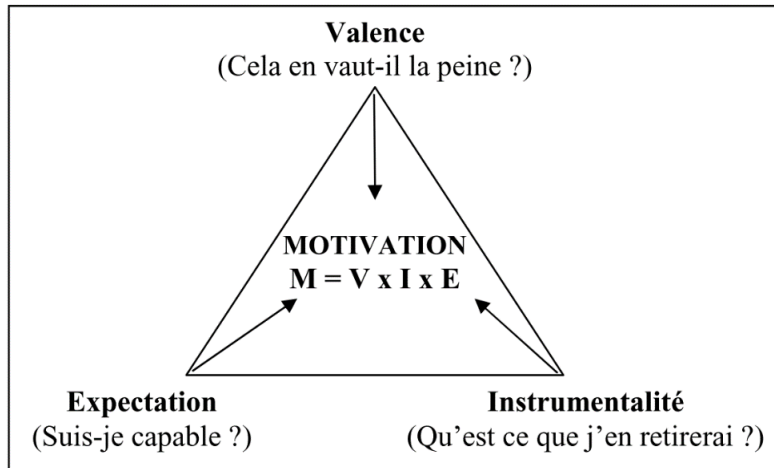 Valence
(Cela en vaut-il la peine ?)
MOTIVATION
M = V x I x E
Expectation
(Suis-je capable ?)
Instrumentalité
(Qu’est ce que j’en retirerai ?)